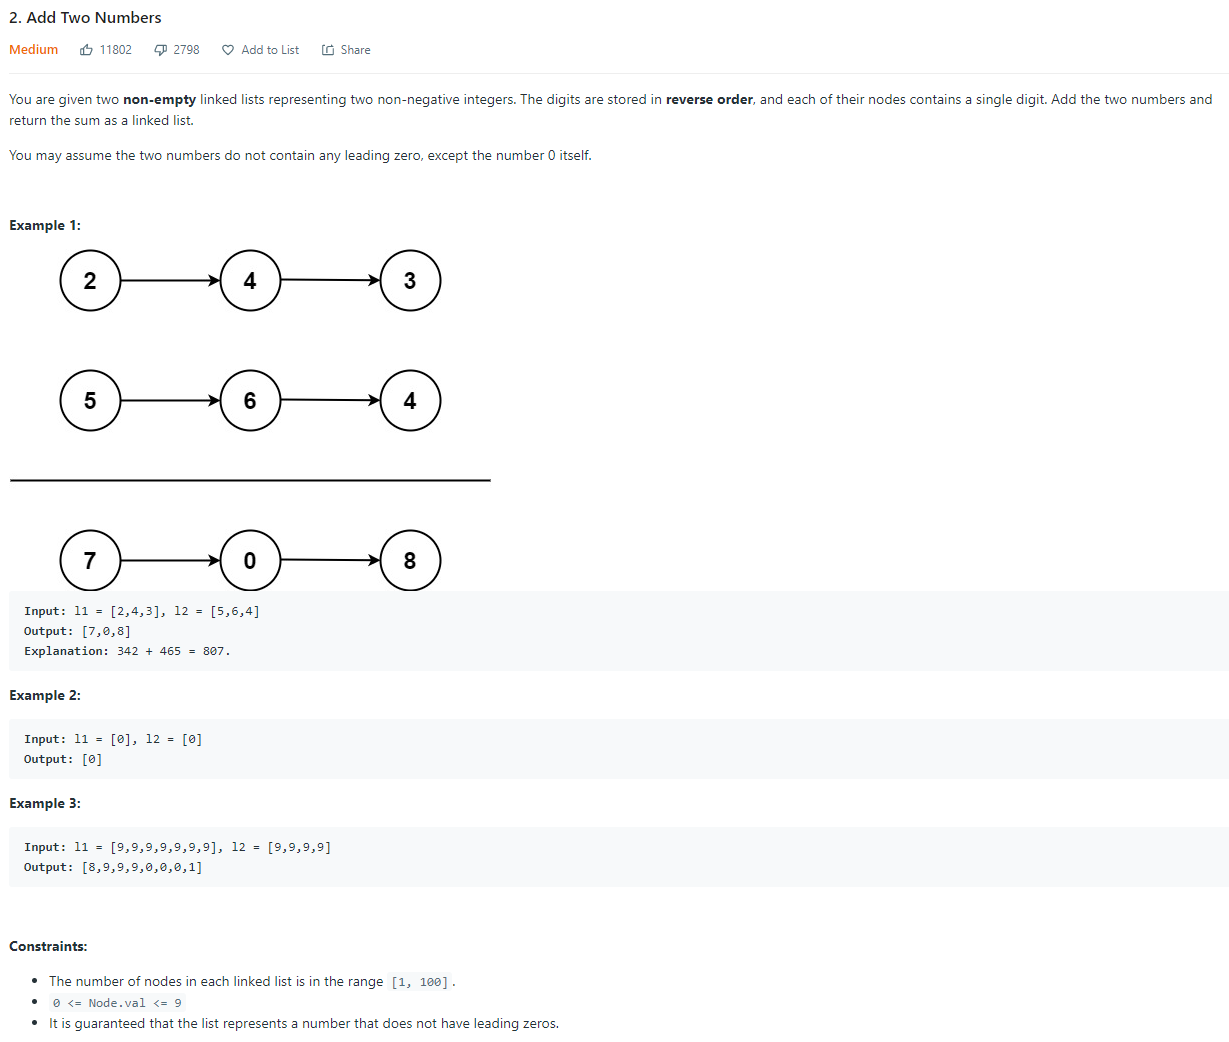 2. Add Two Numbers
Medium 11802 2798 Add to List Share
You are given two non-empty linked lists representing two non-negative integers. The digits are stored in reverse order, and each of their nodes contains a single digit. Add the two numbers and
return the sum as a linked list.
You may assume the two numbers do not contain any leading zero, except the number 0 itself.
Example 1:
2 4 3
5 6 4
7 0 8
Input: l1 = [2,4,3], l2 = [5,6,4]
Output: [7,0,8]
Explanation: 342 + 465 = 807.
Example 2:
Input: l1 = [0], l2 = [0]
Output: [0]
Example 3:
Input: l1 = [9,9,9,9,9,9,9], l2 = [9,9,9,9]
Output: [8,9,9,9,0,0,0,1]
Constraints:
• The number of nodes in each linked list is in the range [1, 100].
• 0 <= Node.val <= 9
• It is guaranteed that the list represents a number that does not have leading zeros.